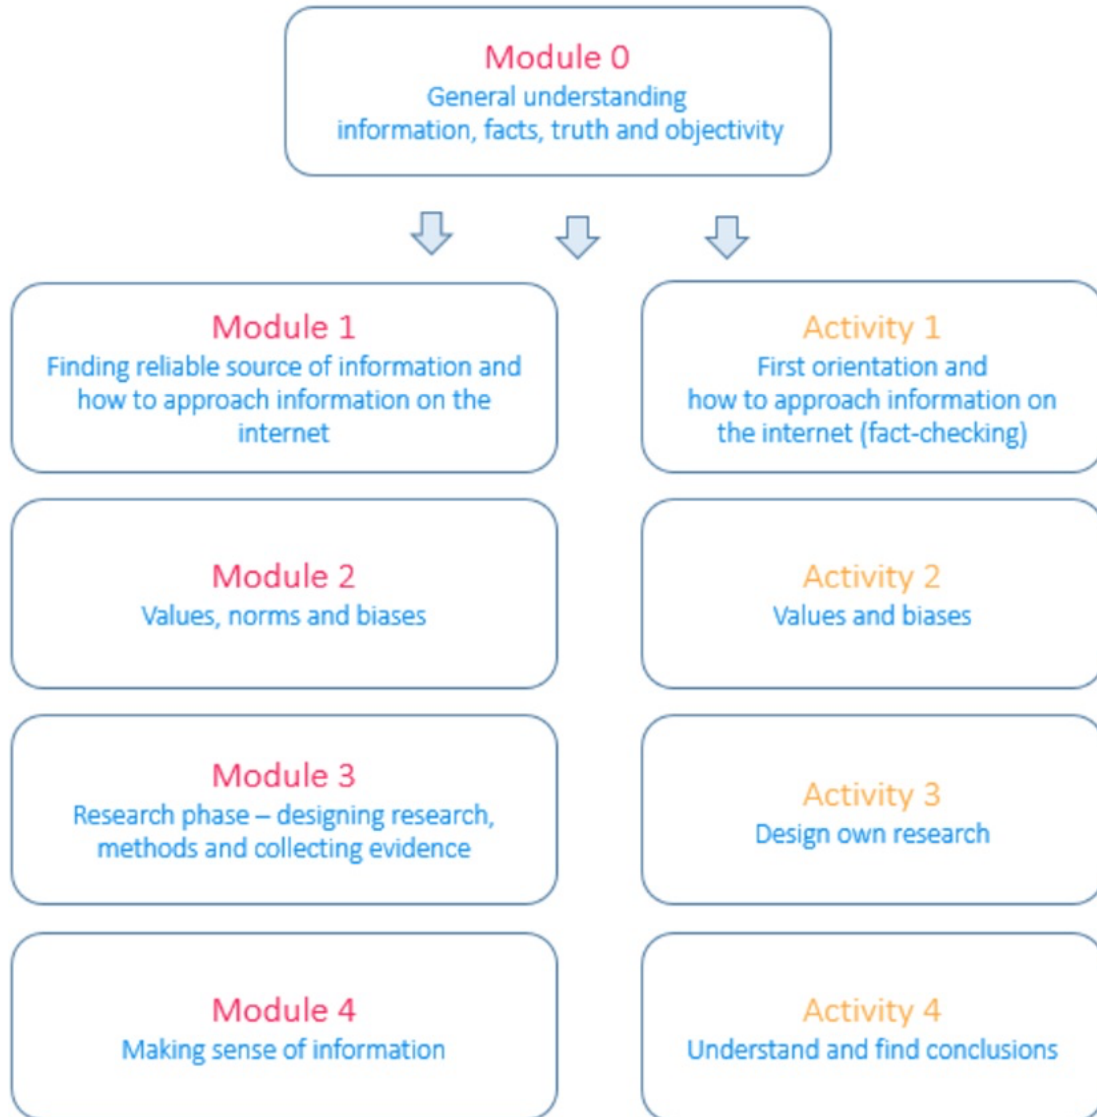 Module 0
General understanding
information, facts, truth and objectivity
Module 1
Finding reliable source of information and
how to approach information on the
internet
Activity 1
First orientation and
how to approach information on
the internet (fact-checking)
Module 2
Values, norms and biases
Activity 2
Values and biases
Module 3
Research phase – designing research,
methods and collecting evidence
Activity 3
Design own research
Module 4
Making sense of information
Activity 4
Understand and find conclusions